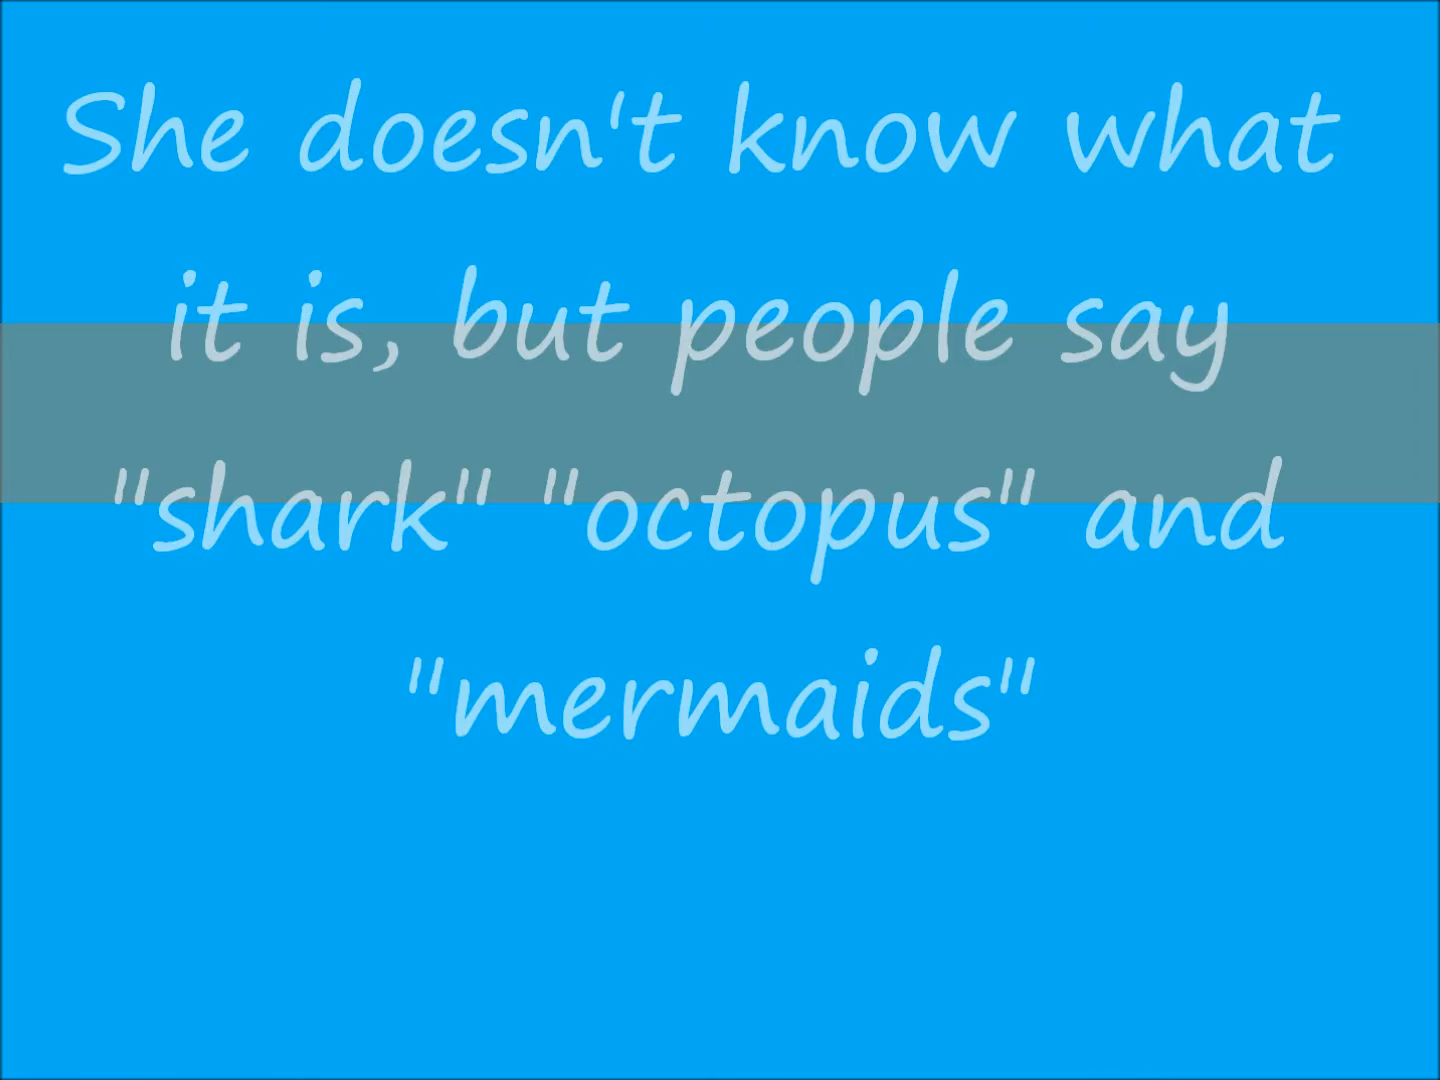 She doesn't know what
it is, but people say
"shark" "octopus" and
"mermaids"